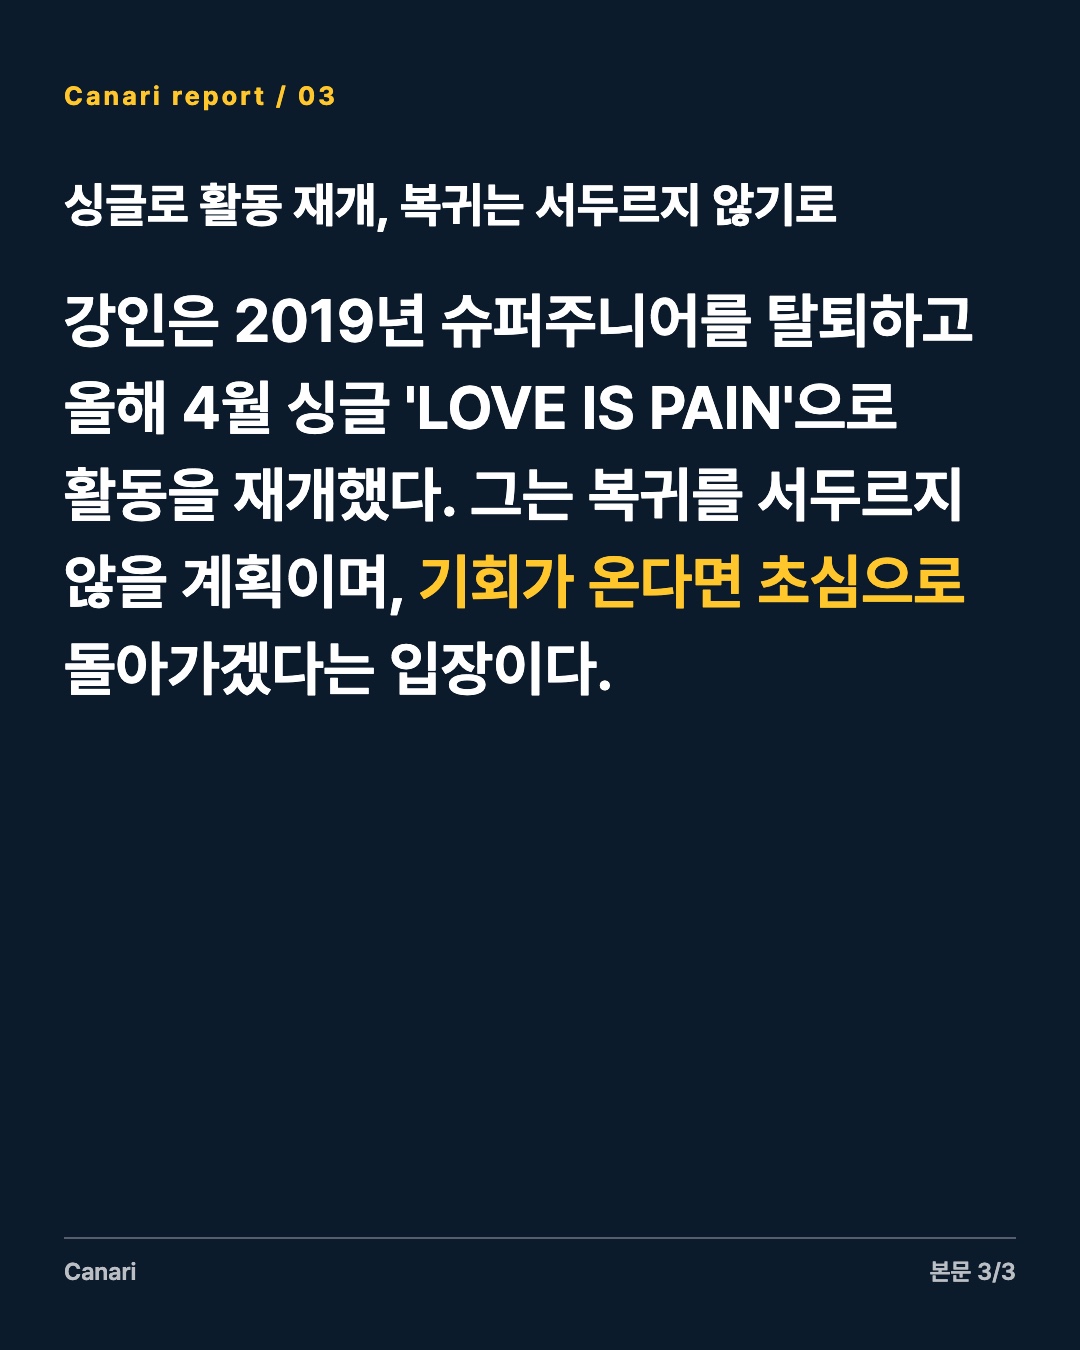 Canari report / 03
싱글로 활동 재개, 복귀는 서두르지 않기로
강인은 2019년 슈퍼주니어를 탈퇴하고
올해 4월 싱글 'LOVE IS PAIN'으로
활동을 재개했다. 그는 복귀를 서두르지
않을 계획이며, 기회가 온다면 초심으로
돌아가겠다는 입장이다.
Canari
본문 3/3